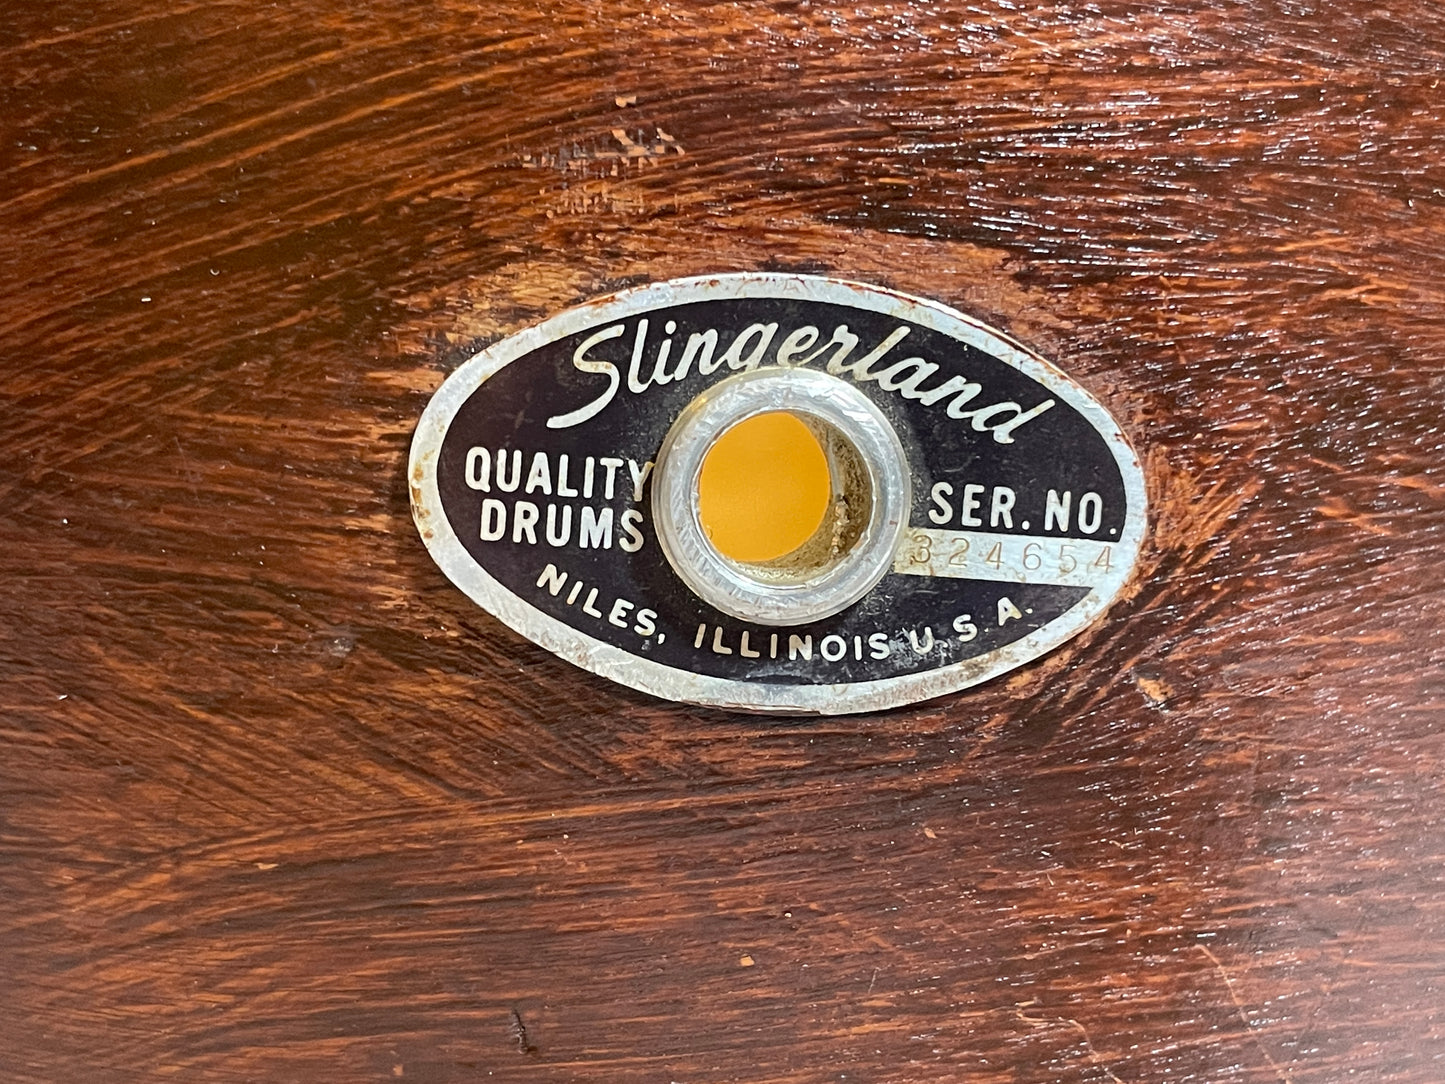 Slingerland
QUALITY
DRUMS
SER. NO.
324654
NILES, ILLINOIS U.S.A.